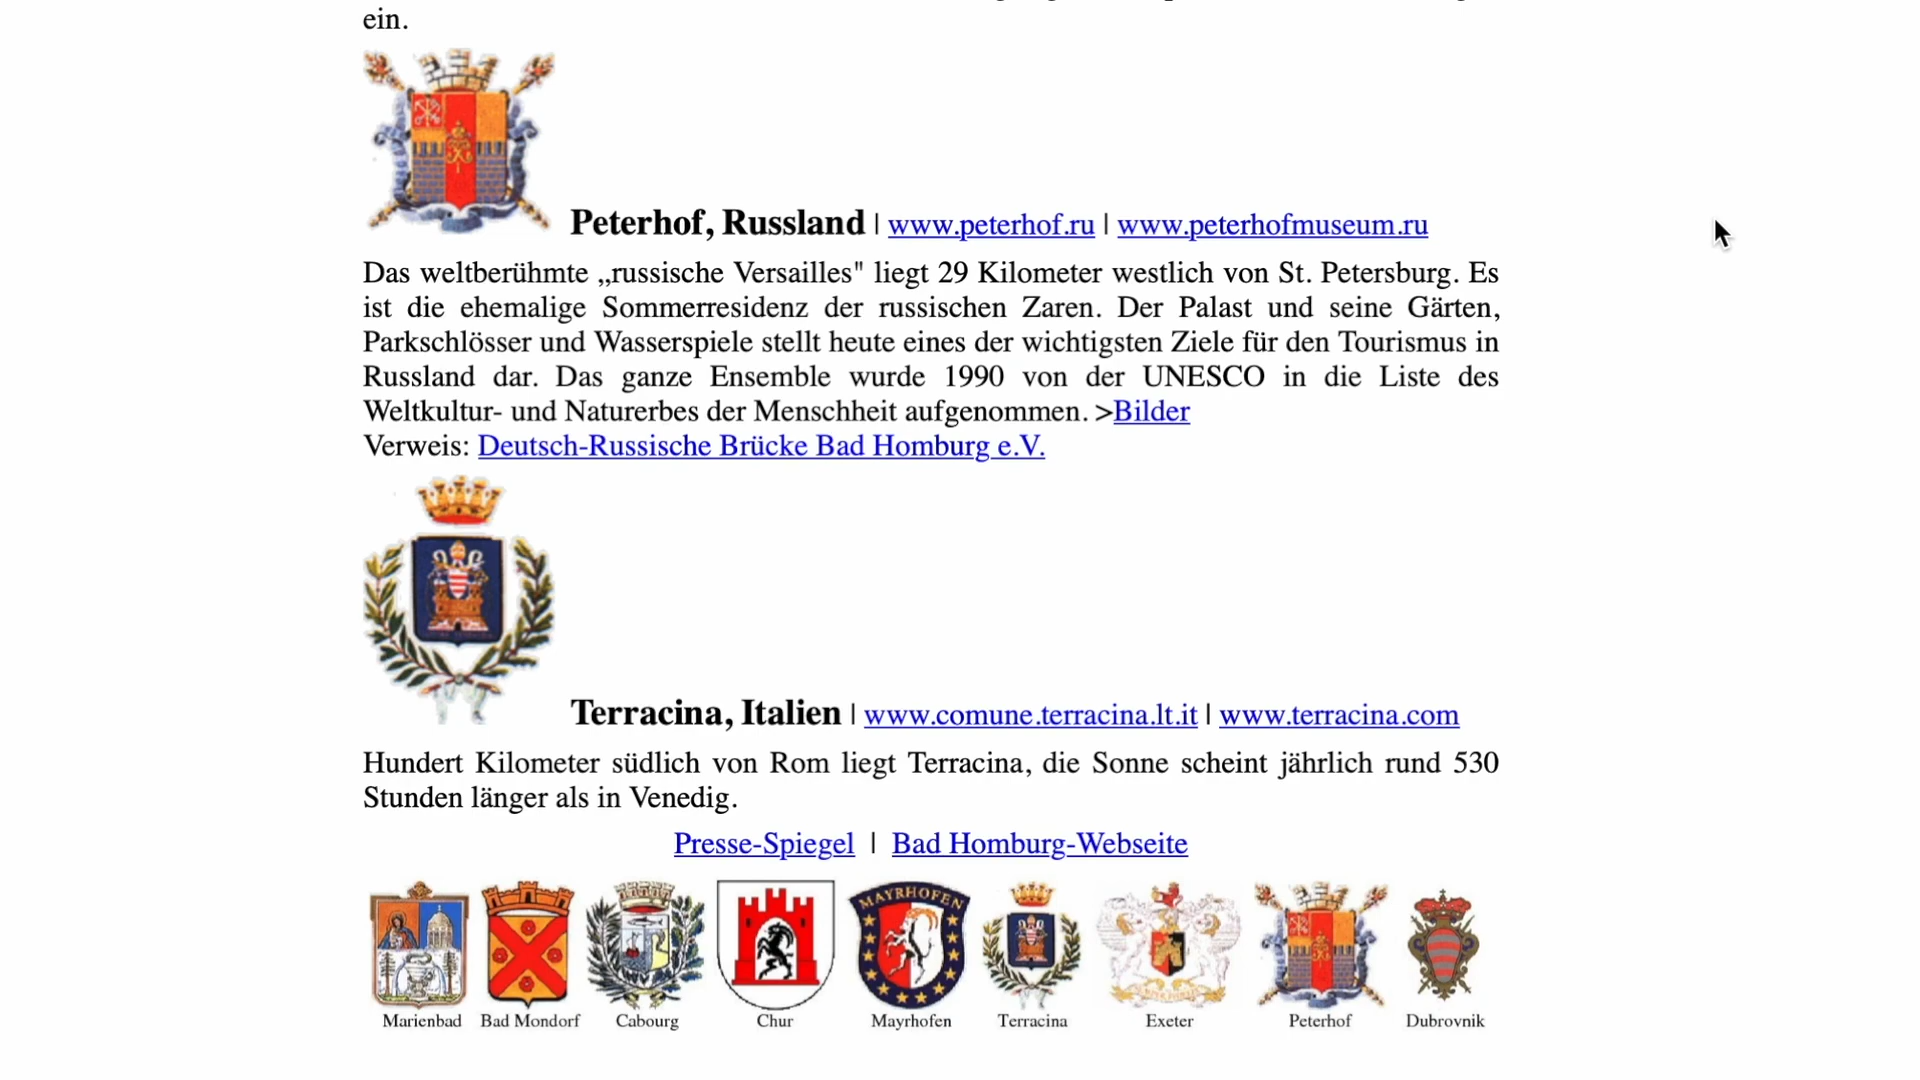 ein.
Peterhof, Russland | www.peterhof.ru | www.peterhofmuseum.ru
Das weltberühmte „russische Versailles" liegt 29 Kilometer westlich von St. Petersburg. Es
ist die ehemalige Sommerresidenz der russischen Zaren. Der Palast und seine Gärten,
Parkschlösser und Wasserspiele stellt heute eines der wichtigsten Ziele für den Tourismus in
Russland dar. Das ganze Ensemble wurde 1990 von der UNESCO in die Liste des
Weltkultur- und Naturerbes der Menschheit aufgenommen. >Bilder
Verweis: Deutsch-Russische Brücke Bad Homburg e.V.
Terracina, Italien | www.comune.terracina.lt.it | www.terracina.com
Hundert Kilometer südlich von Rom liegt Terracina, die Sonne scheint jährlich rund 530
Stunden länger als in Venedig.
Presse-Spiegel | Bad Homburg-Webseite
MAYRHOFEN
Marienbad Bad Mondorf Cabourg Chur Mayrhofen Terracina Exeter Peterhof Dubrovnik